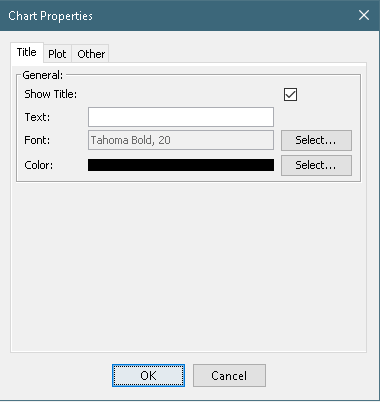 Chart Properties
Title Plot Other
General:
Show Title:
Text:
Font: Tahoma Bold, 20 Select...
Color: Select...
OK Cancel